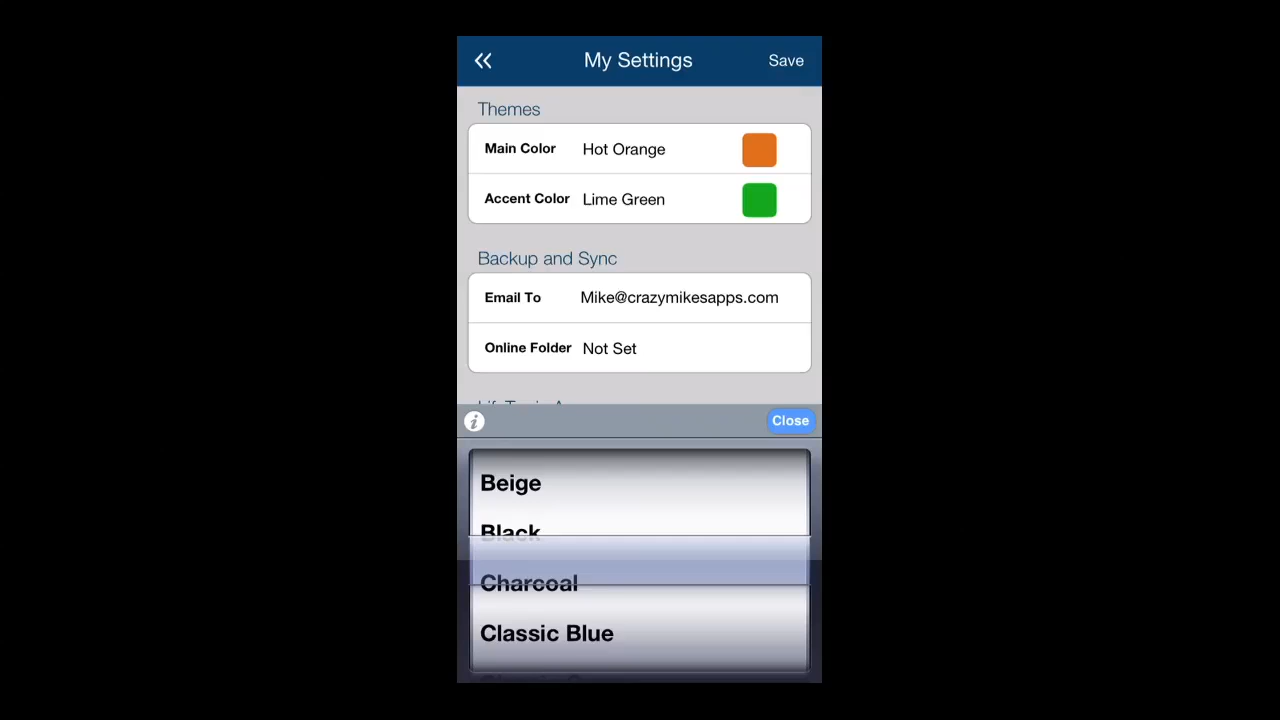 My Settings
Save
Themes
Main Color Hot Orange
Accent Color Lime Green
Backup and Sync
Email To Mike@crazymikesapps.com
Online Folder Not Set
i
Close
Beige
Black
Charcoal
Classic Blue